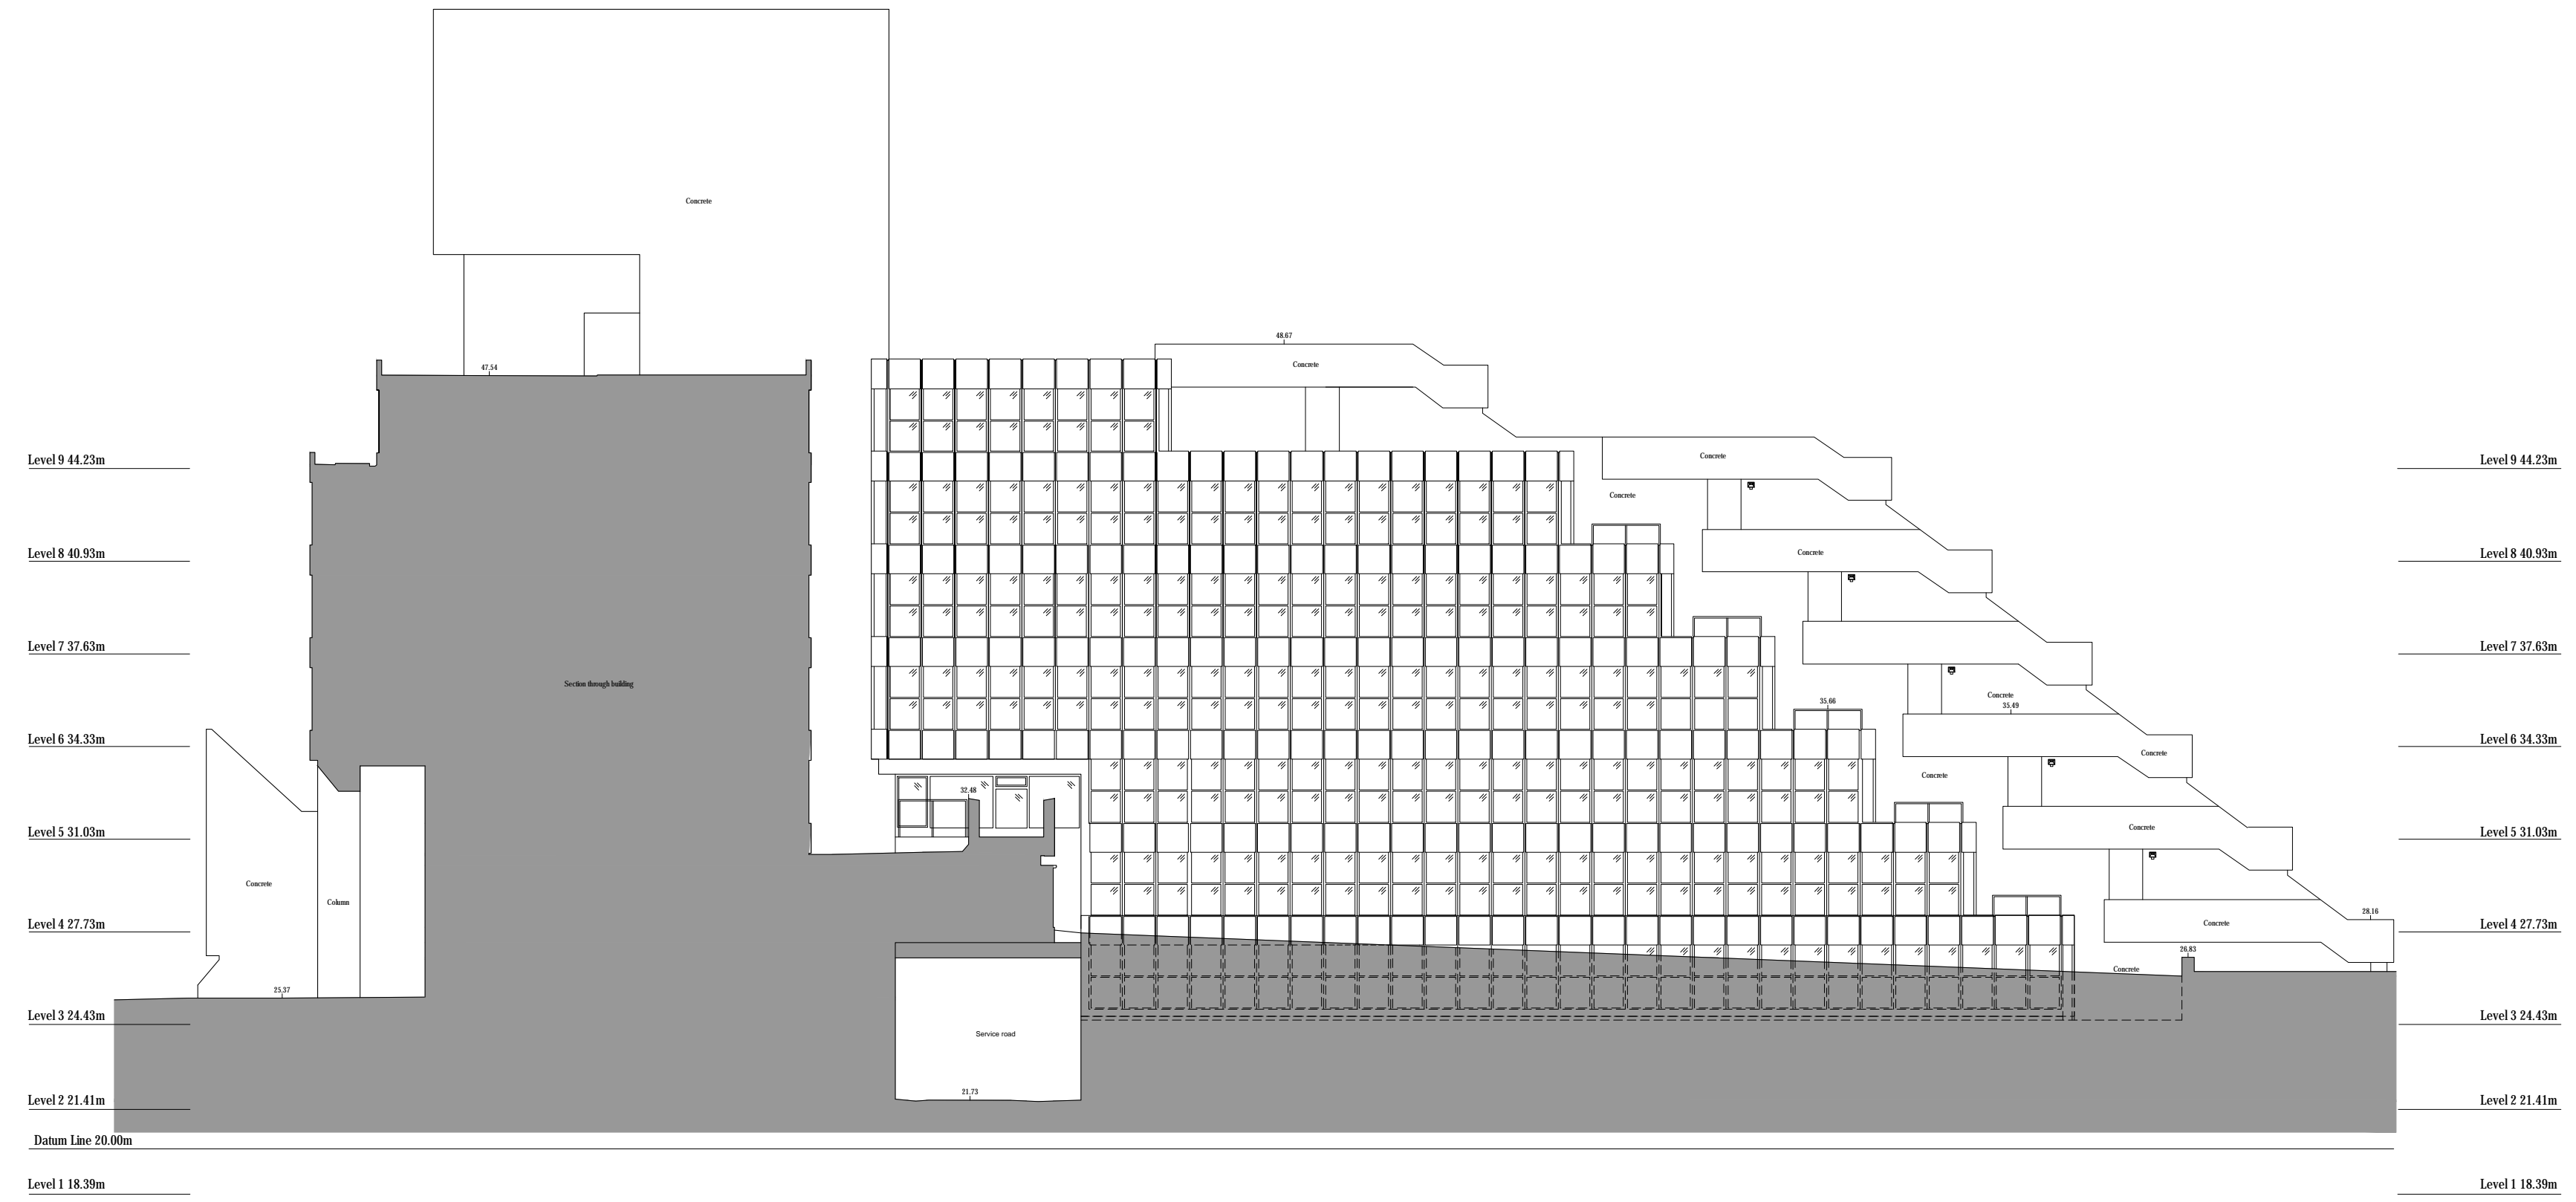 Concrete
48.67
Concrete
47.54
Level 9 44.23m
Concrete
Level 9 44.23m
Concrete
Level 8 40.93m
Concrete
Level 8 40.93m
Level 7 37.63m
Level 7 37.63m
Section through building
Concrete
35.66
35.49
Level 6 34.33m
Concrete
Level 6 34.33m
Concrete
32.48
Level 5 31.03m
Concrete
Level 5 31.03m
Concrete
Column
28.16
Level 4 27.73m
Concrete
Level 4 27.73m
26.83
Concrete
25.37
Level 3 24.43m
Level 3 24.43m
Service road
21.73
Level 2 21.41m
Level 2 21.41m
Datum Line 20.00m
Level 1 18.39m
Level 1 18.39m